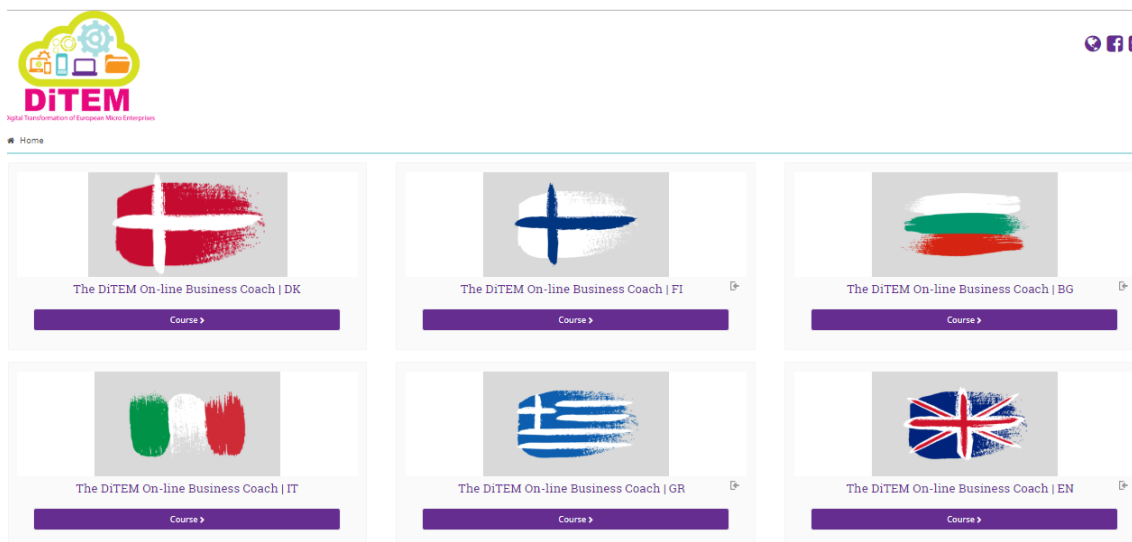 DiTEM
Digital Transformation of European Micro Enterprises
Home
The DiTEM On-line Business Coach | DK
Course
The DiTEM On-line Business Coach | FI
Course
The DiTEM On-line Business Coach | BG
Course
The DiTEM On-line Business Coach | IT
Course
The DiTEM On-line Business Coach | GR
Course
The DiTEM On-line Business Coach | EN
Course